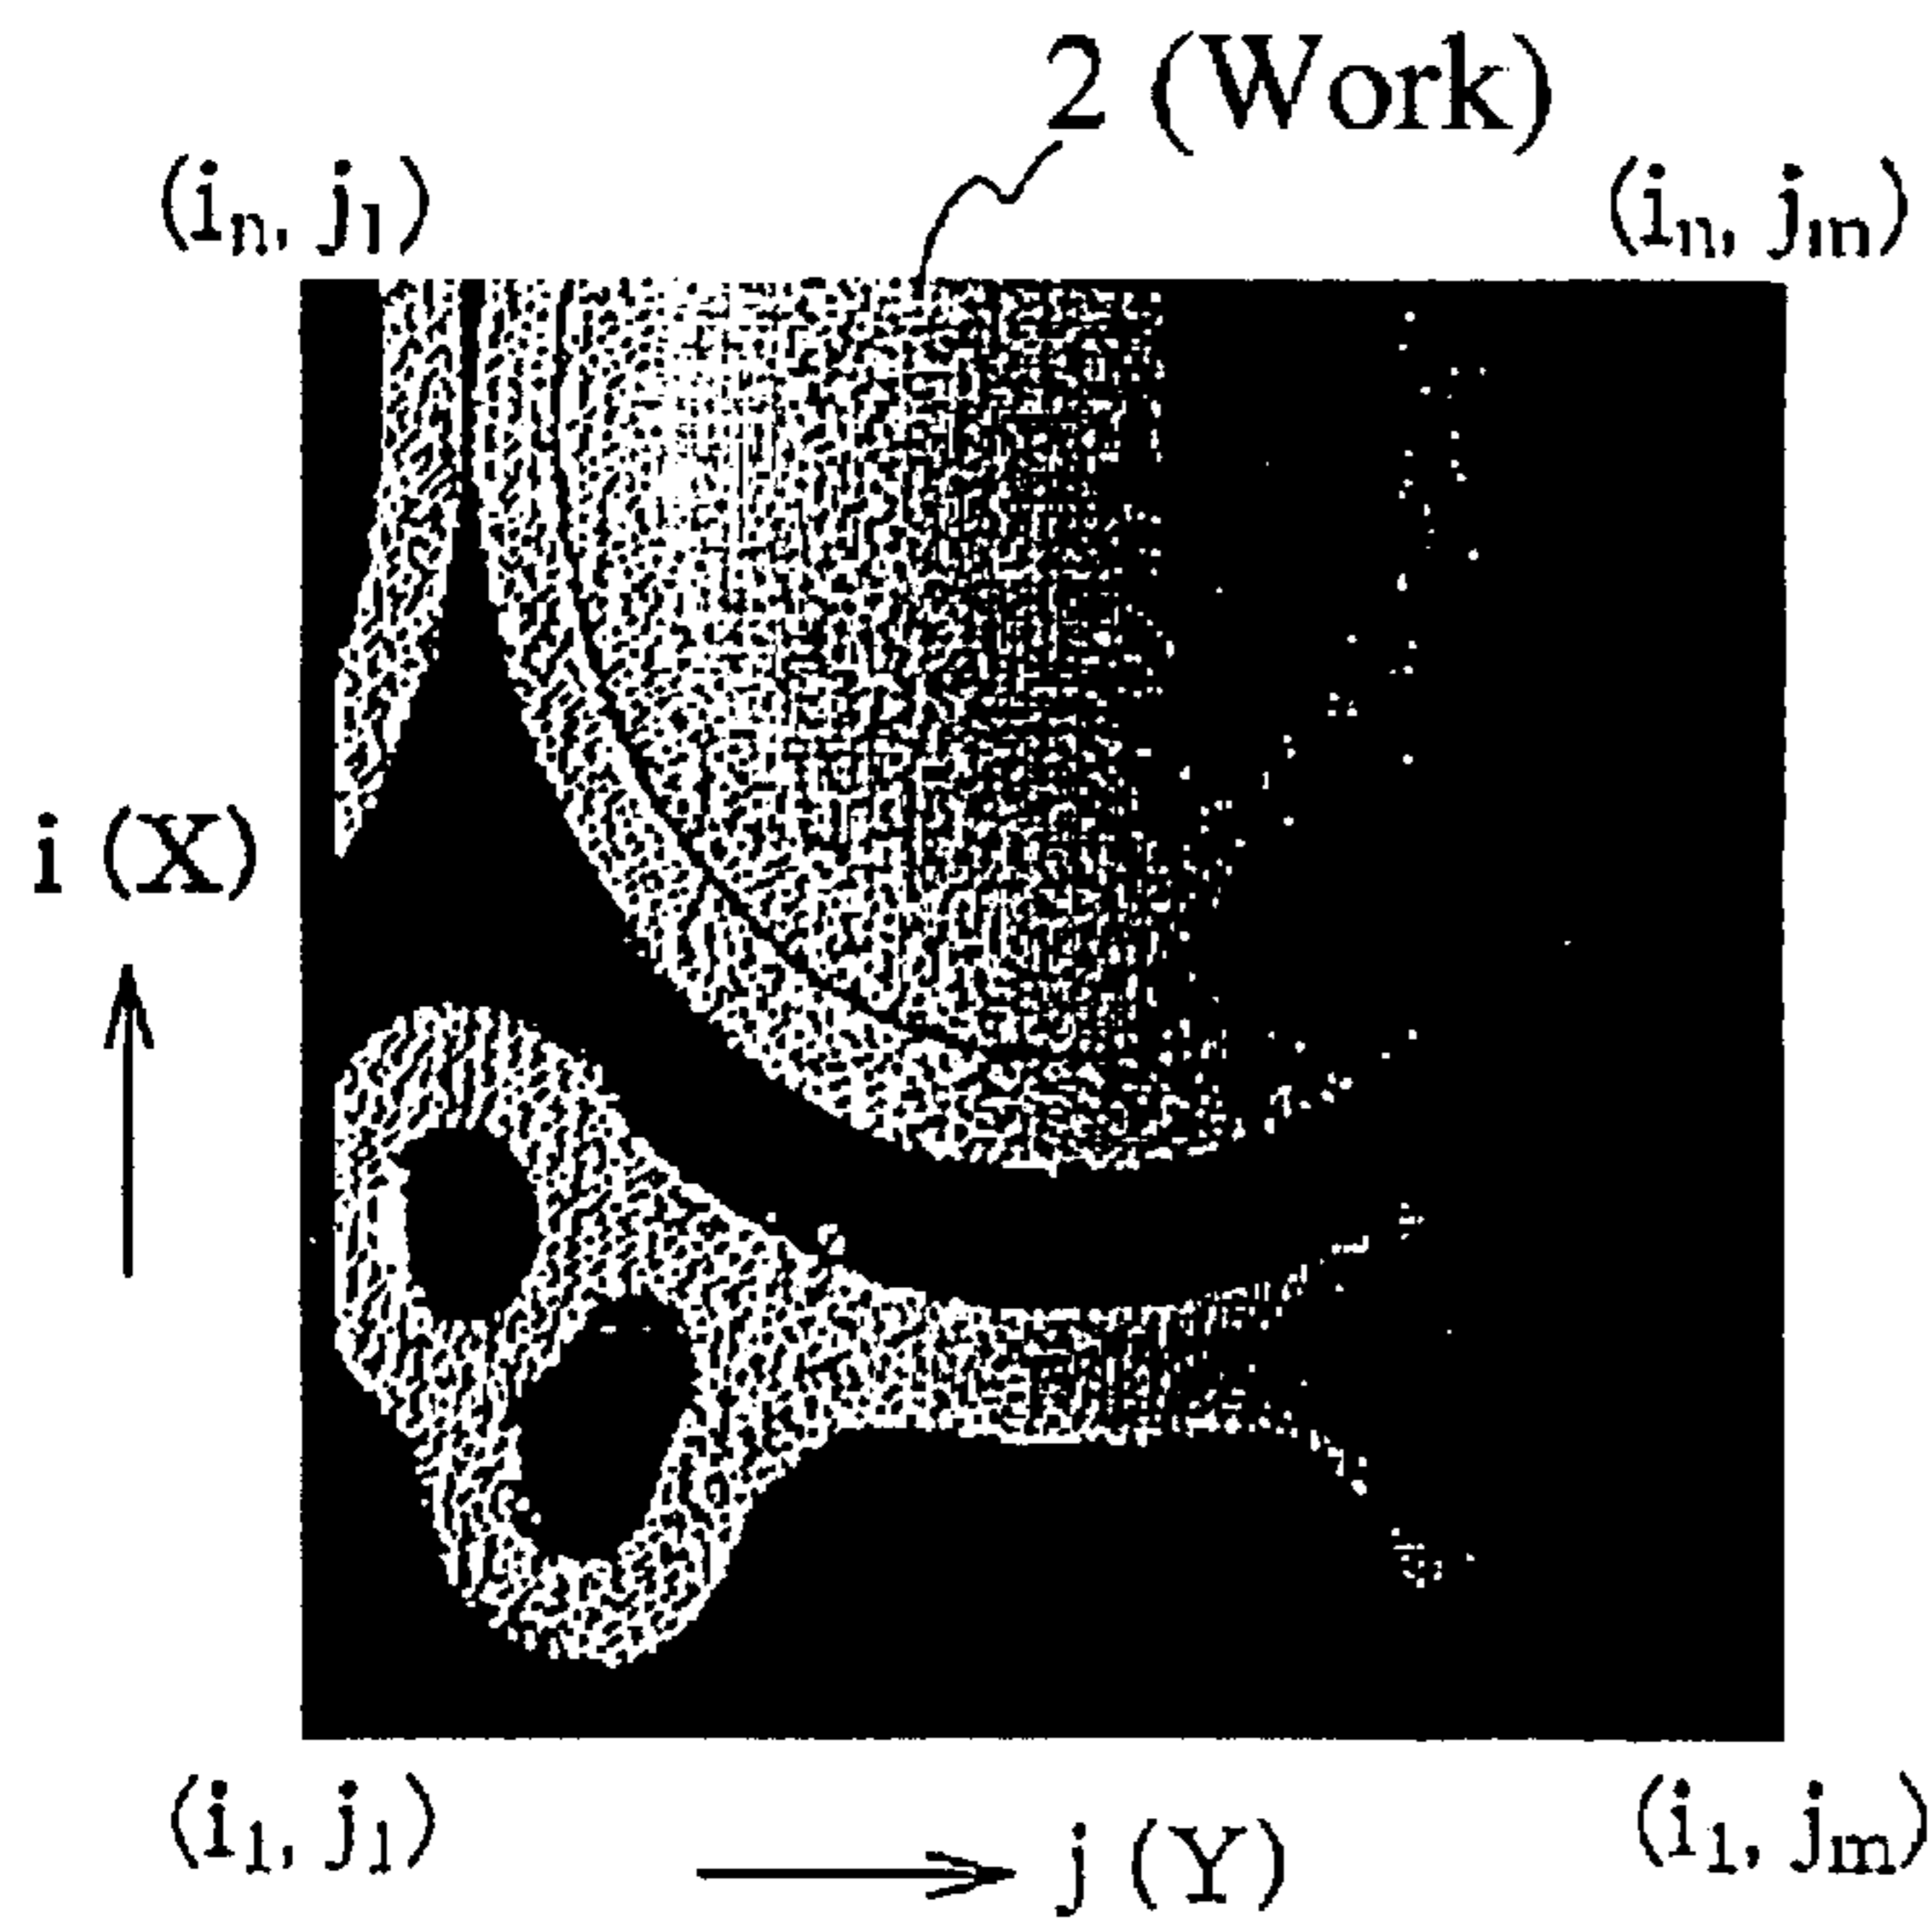 2 (Work)
(iₙ, j₁) (iₙ, jₘ)
i (X)
(i₁, j₁) (i₁, jₘ)
j (Y)